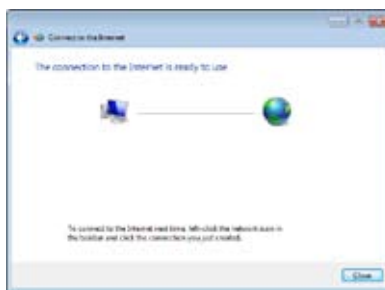 Connect to the Internet
The connection to the Internet is ready to use
To connect to the Internet next time, left-click the network icon in
the taskbar and click the connection you just created.
Close